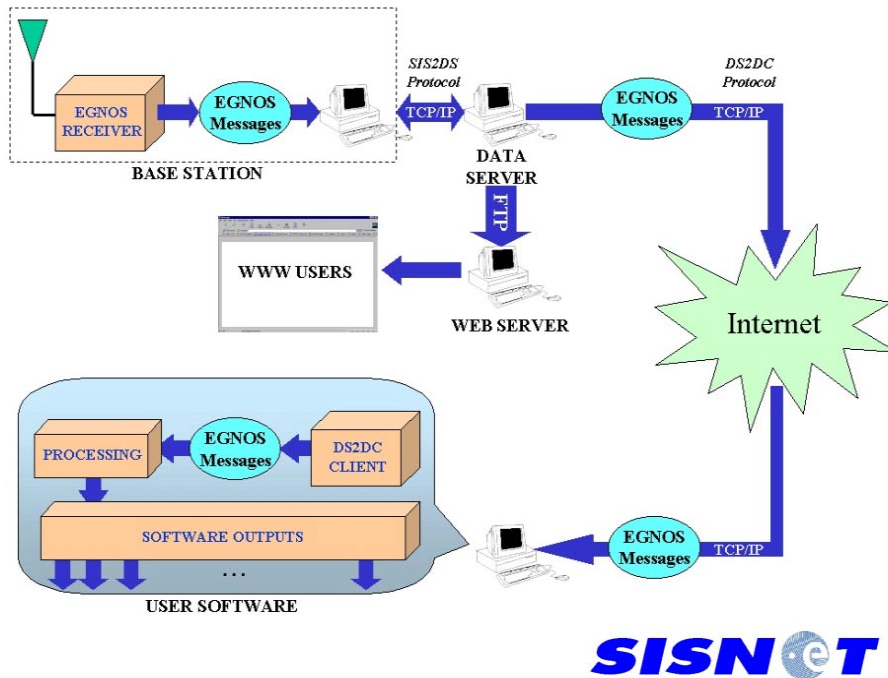 SIS2DS
Protocol
DS2DC
Protocol
EGNOS
RECEIVER
EGNOS
Messages
TCP/IP
EGNOS
Messages
TCP/IP
BASE STATION
DATA
SERVER
FTP
WWW USERS
WEB SERVER
Internet
PROCESSING
EGNOS
Messages
DS2DC
CLIENT
SOFTWARE OUTPUTS
...
USER SOFTWARE
EGNOS
Messages
TCP/IP
SISNeT